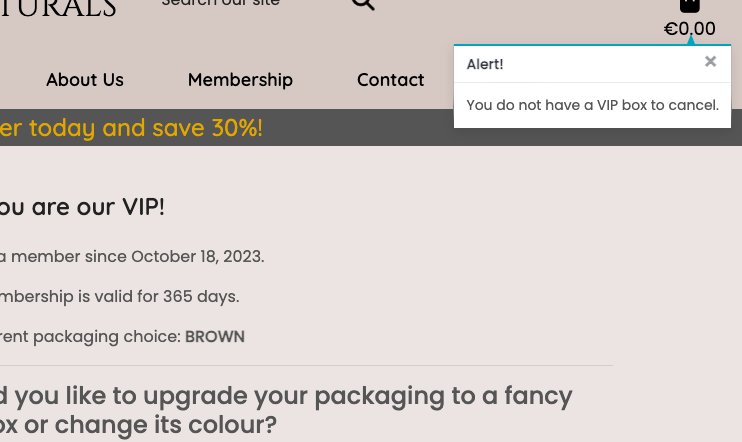 TURALS
Search our site
€0.00
Alert!
×
About Us Membership Contact
You do not have a VIP box to cancel.
er today and save 30%!
ou are our VIP!
a member since October 18, 2023.
mbership is valid for 365 days.
rent packaging choice: BROWN
d you like to upgrade your packaging to a fancy
ox or change its colour?